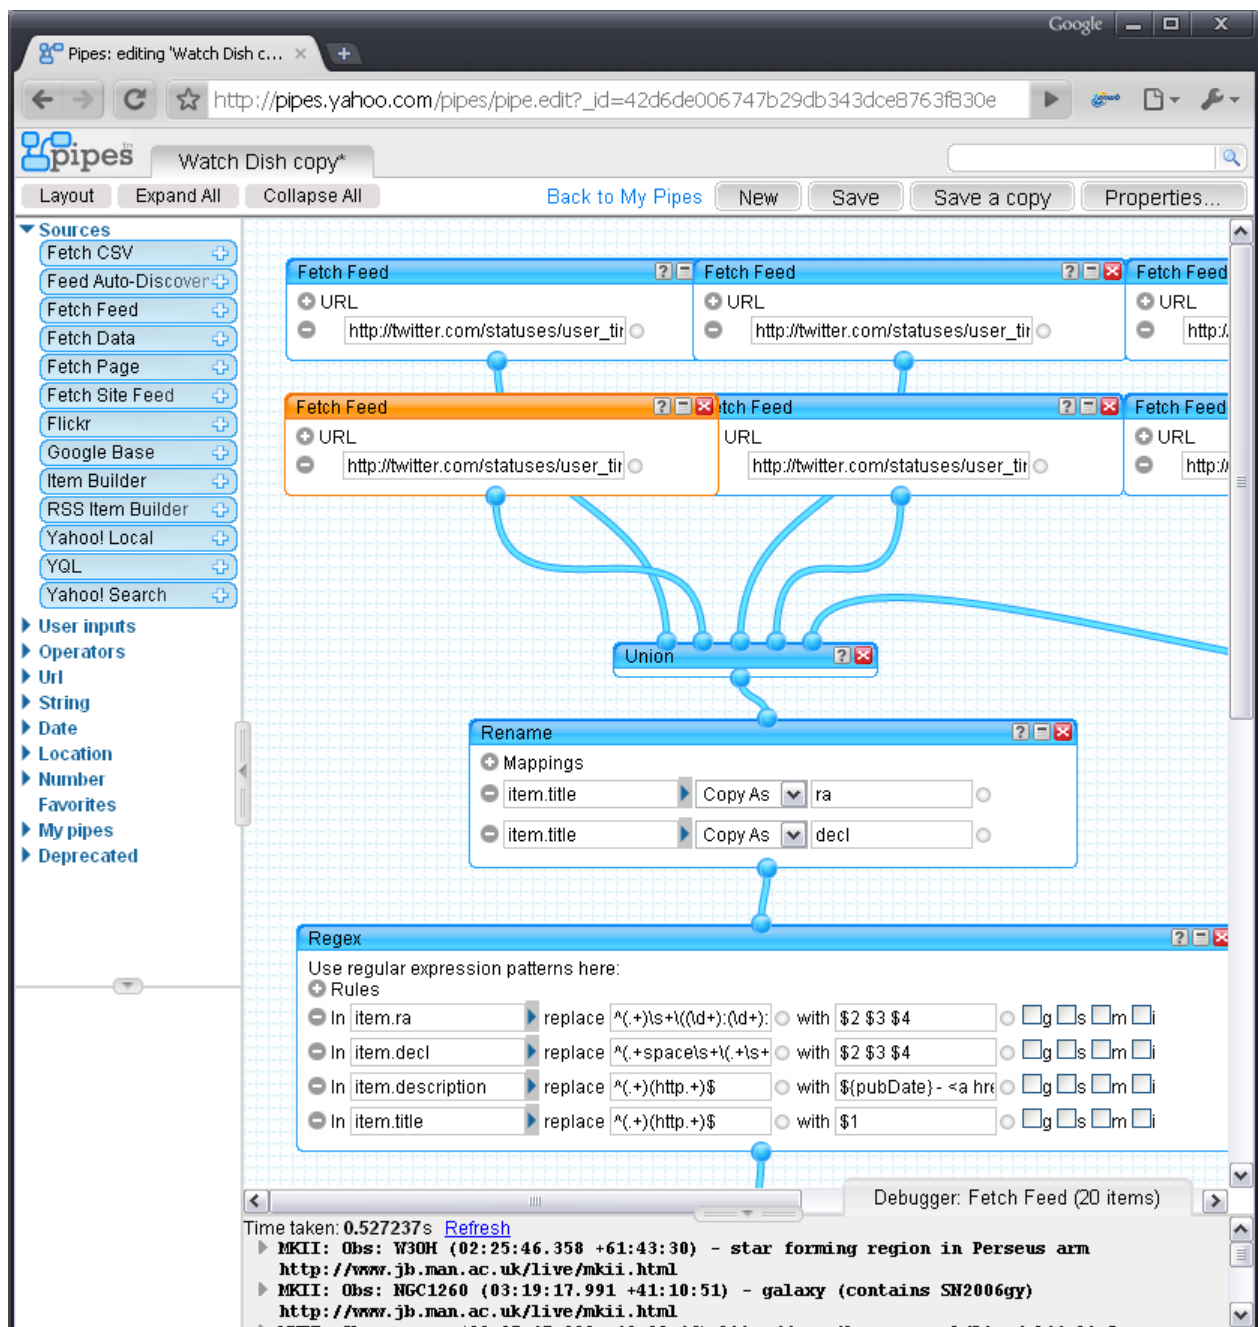 Google
Pipes: editing 'Watch Dish c...
http://pipes.yahoo.com/pipes/pipe.edit?_id=42d6de006747b29db343dce8763f830e
pipes
Watch Dish copy*
Layout Expand All Collapse All Back to My Pipes New Save Save a copy Properties...
Sources
Fetch CSV
Feed Auto-Discover
Fetch Feed
Fetch Data
Fetch Page
Fetch Site Feed
Flickr
Google Base
Item Builder
RSS Item Builder
Yahoo! Local
YQL
Yahoo! Search
User inputs
Operators
Url
String
Date
Location
Number
Favorites
My pipes
Deprecated
Fetch Feed Fetch Feed Fetch Feed
URL URL URL
http://twitter.com/statuses/user_tir http://twitter.com/statuses/user_tir http:/
Fetch Feed tch Feed Fetch Feed
URL URL URL
http://twitter.com/statuses/user_tir http://twitter.com/statuses/user_tir http:/
Union
Rename
Mappings
item.title Copy As ra
item.title Copy As decl
Regex
Use regular expression patterns here:
Rules
In item.ra replace ^(.+)\s+\((\d+):(\d+): with $2 $3 $4 g s m i
In item.decl replace ^(.+space\s+\(.+\s+ with $2 $3 $4 g s m i
In item.description replace ^(.+)(http.+)$ with ${pubDate} - <a hre g s m i
In item.title replace ^(.+)(http.+)$ with $1 g s m i
Debugger: Fetch Feed (20 items)
Time taken: 0.527237s Refresh
MKII: Obs: W3OH (02:25:46.358 +61:43:30) - star forming region in Perseus arm
http://www.jb.man.ac.uk/live/mkii.html
MKII: Obs: NGC1260 (03:19:17.991 +41:10:51) - galaxy (contains SN2006gy)
http://www.jb.man.ac.uk/live/mkii.html